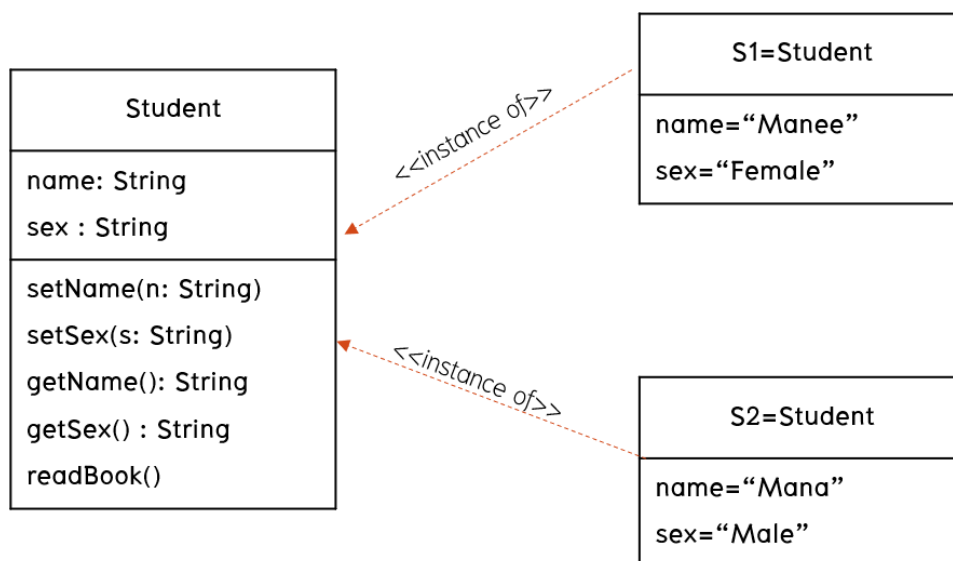 Student
name: String
sex : String
setName(n: String)
setSex(s: String)
getName(): String
getSex() : String
readBook()
<<instance of>>
<<instance of>>
S1=Student
name=“Manee”
sex=“Female”
S2=Student
name=“Mana”
sex=“Male”